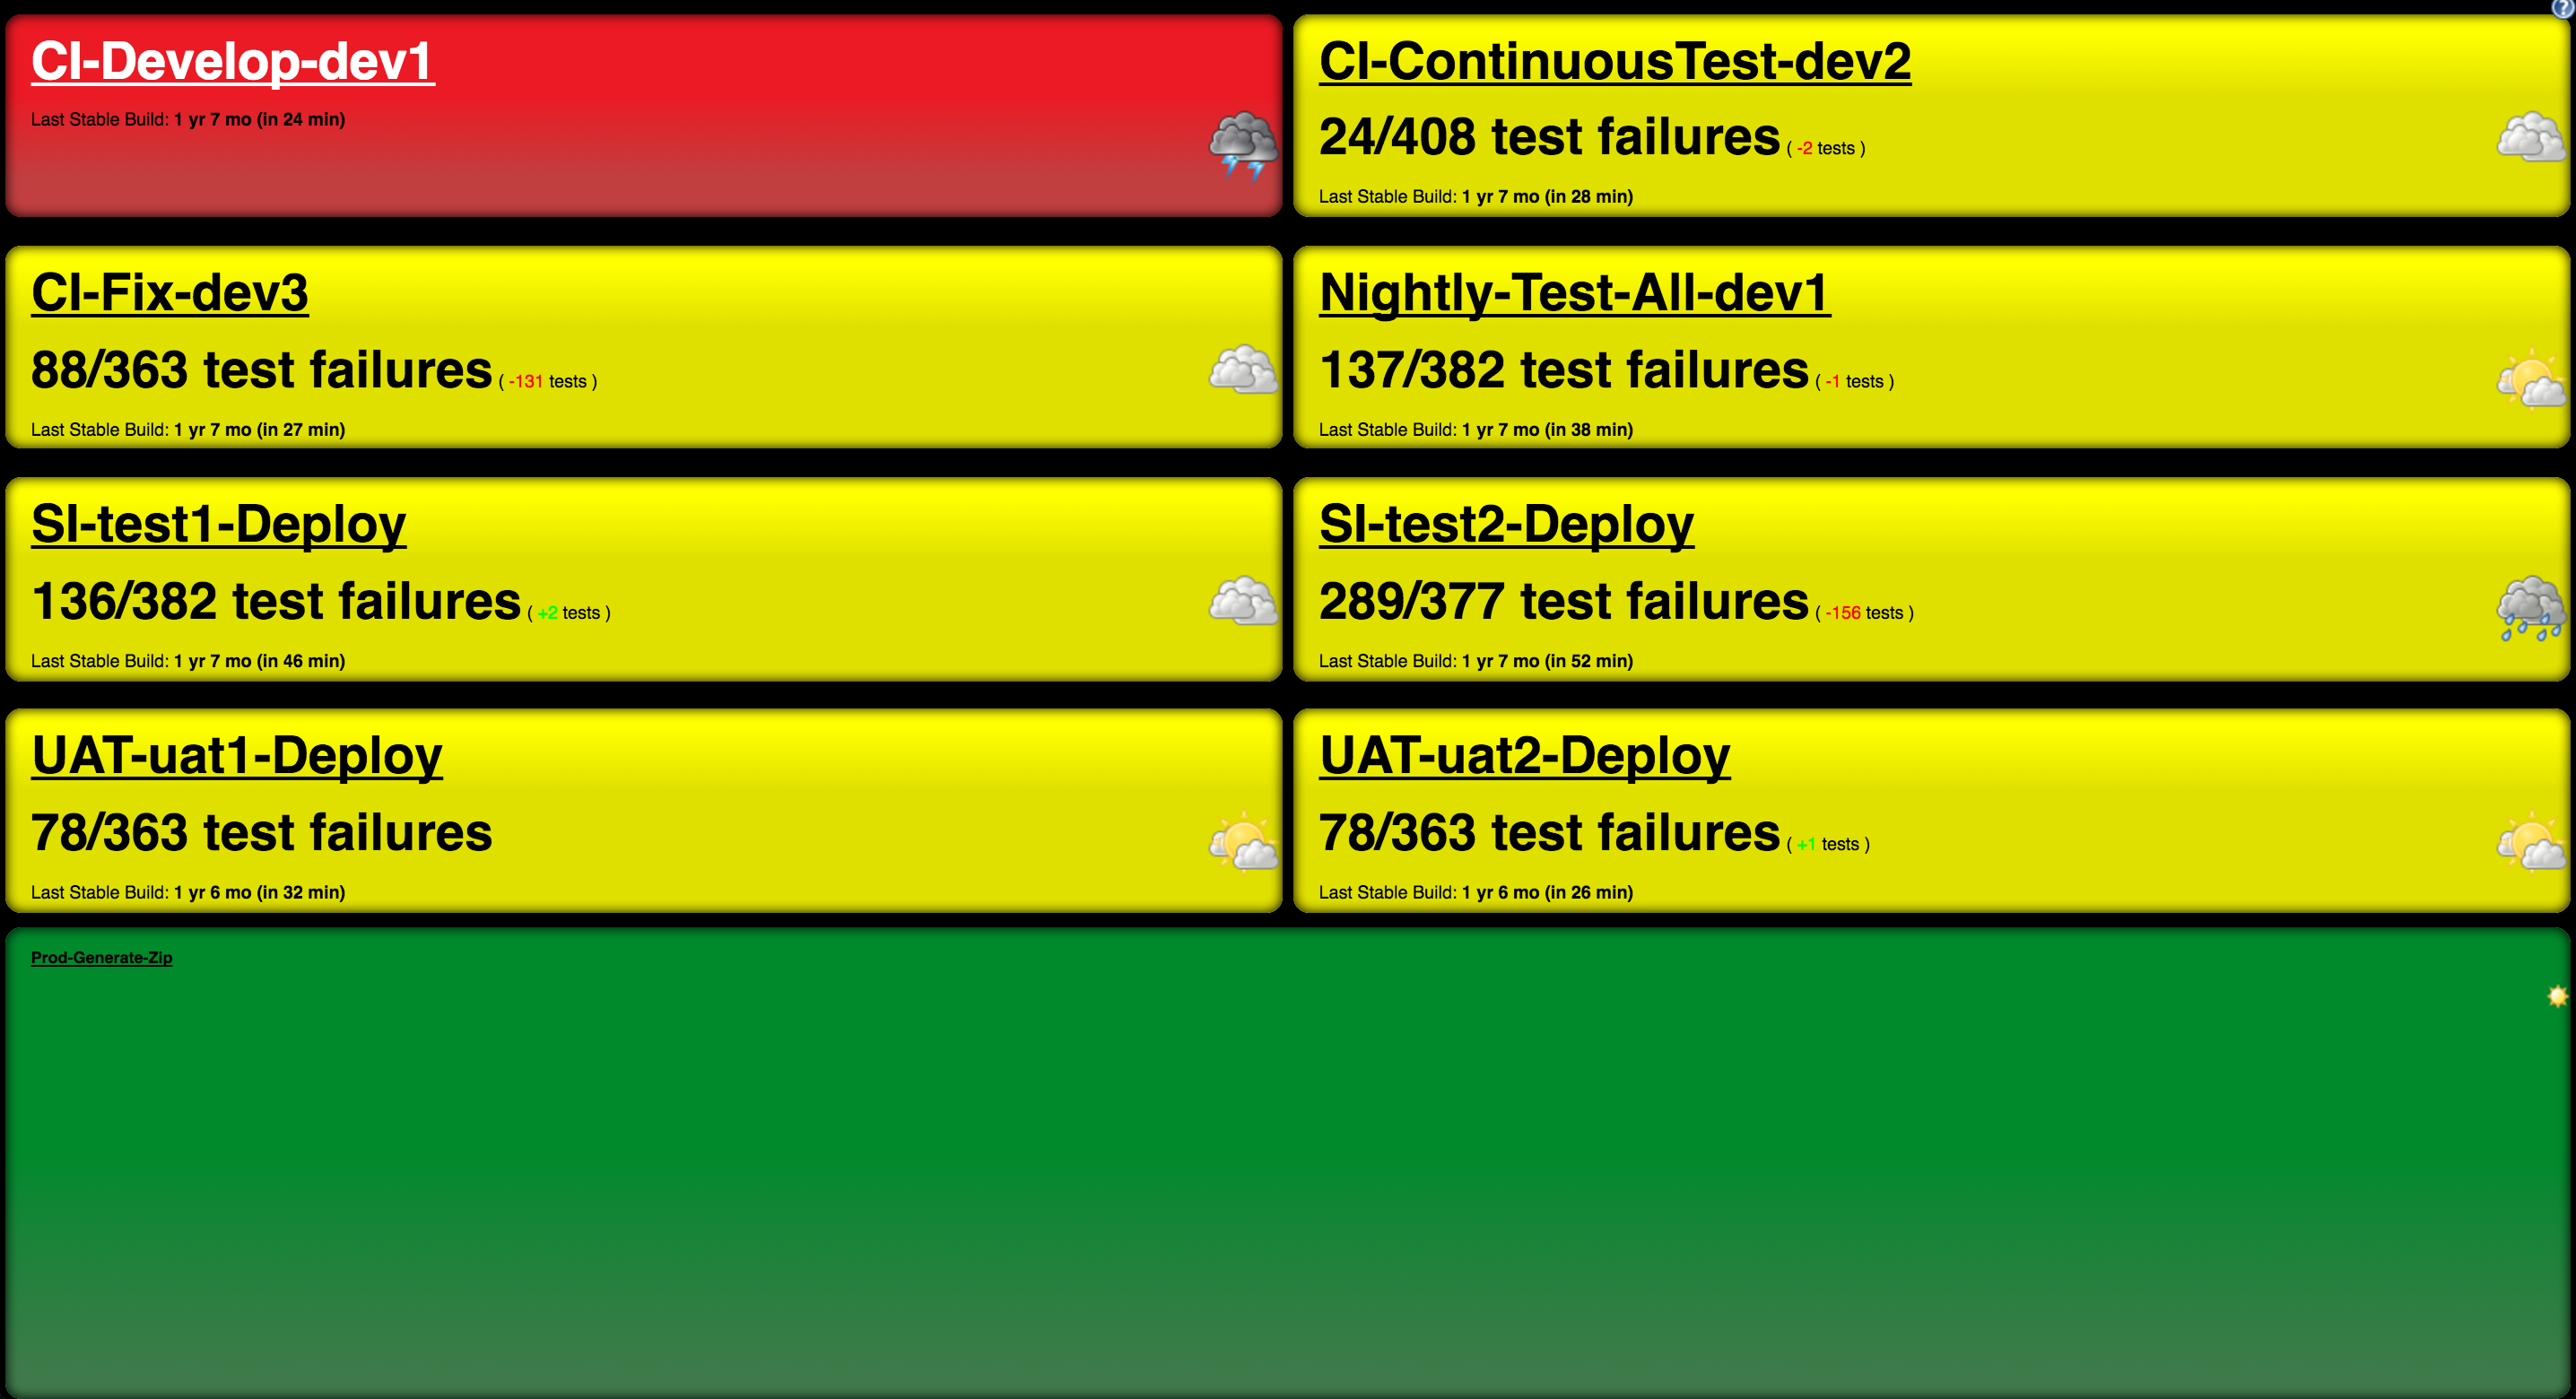 ?
CI-Develop-dev1
Last Stable Build: 1 yr 7 mo (in 24 min)
CI-ContinuousTest-dev2
24/408 test failures ( -2 tests )
Last Stable Build: 1 yr 7 mo (in 28 min)
CI-Fix-dev3
88/363 test failures ( -131 tests )
Last Stable Build: 1 yr 7 mo (in 27 min)
Nightly-Test-All-dev1
137/382 test failures ( -1 tests )
Last Stable Build: 1 yr 7 mo (in 38 min)
SI-test1-Deploy
136/382 test failures ( +2 tests )
Last Stable Build: 1 yr 7 mo (in 46 min)
SI-test2-Deploy
289/377 test failures ( -156 tests )
Last Stable Build: 1 yr 7 mo (in 52 min)
UAT-uat1-Deploy
78/363 test failures
Last Stable Build: 1 yr 6 mo (in 32 min)
UAT-uat2-Deploy
78/363 test failures ( +1 tests )
Last Stable Build: 1 yr 6 mo (in 26 min)
Prod-Generate-Zip